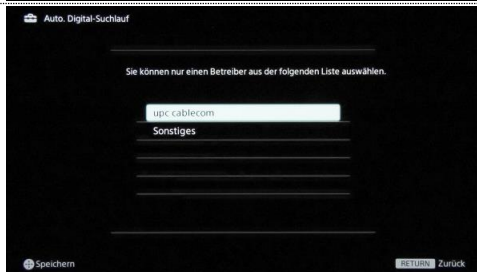 Auto. Digital-Suchlauf
Sie können nur einen Betreiber aus der folgenden Liste auswählen.
upc cablecom
Sonstiges
Speichern
RETURN Zurück